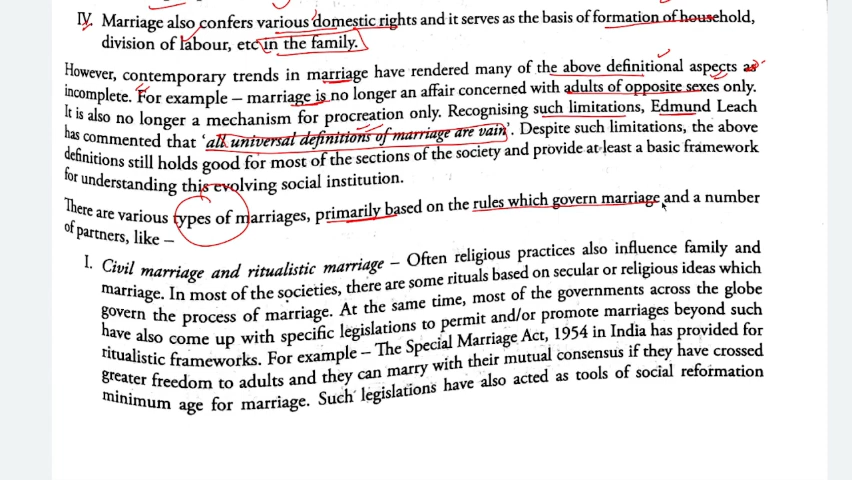 IV. Marriage also confers various domestic rights and it serves as the basis of formation of household,
division of labour, etc in the family.
However, contemporary trends in marriage have rendered many of the above definitional aspects as
incomplete. For example – marriage is no longer an affair concerned with adults of opposite sexes only.
It is also no longer a mechanism for procreation only. Recognising such limitations, Edmund Leach
has commented that ‘all universal definitions of marriage are vain’. Despite such limitations, the above
definitions still holds good for most of the sections of the society and provide at least a basic framework
for understanding this evolving social institution.
There are various types of marriages, primarily based on the rules which govern marriage and a number
of partners, like –
I. Civil marriage and ritualistic marriage – Often religious practices also influence family and
marriage. In most of the societies, there are some rituals based on secular or religious ideas which
govern the process of marriage. At the same time, most of the governments across the globe
have also come up with specific legislations to permit and/or promote marriages beyond such
ritualistic frameworks. For example – The Special Marriage Act, 1954 in India has provided for
greater freedom to adults and they can marry with their mutual consensus if they have crossed
minimum age for marriage. Such legislations have also acted as tools of social reformation